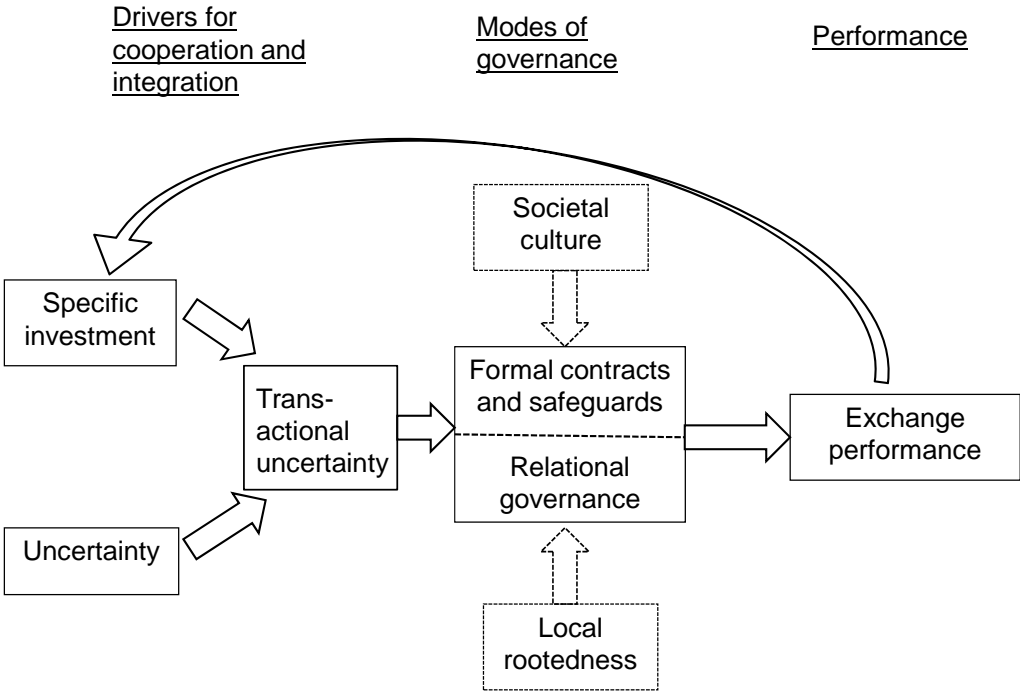 Drivers for
cooperation and
integration
Modes of
governance
Performance
Societal
culture
Specific
investment
Formal contracts
and safeguards
Trans-
actional
uncertainty
Exchange
performance
Relational
governance
Uncertainty
Local
rootedness